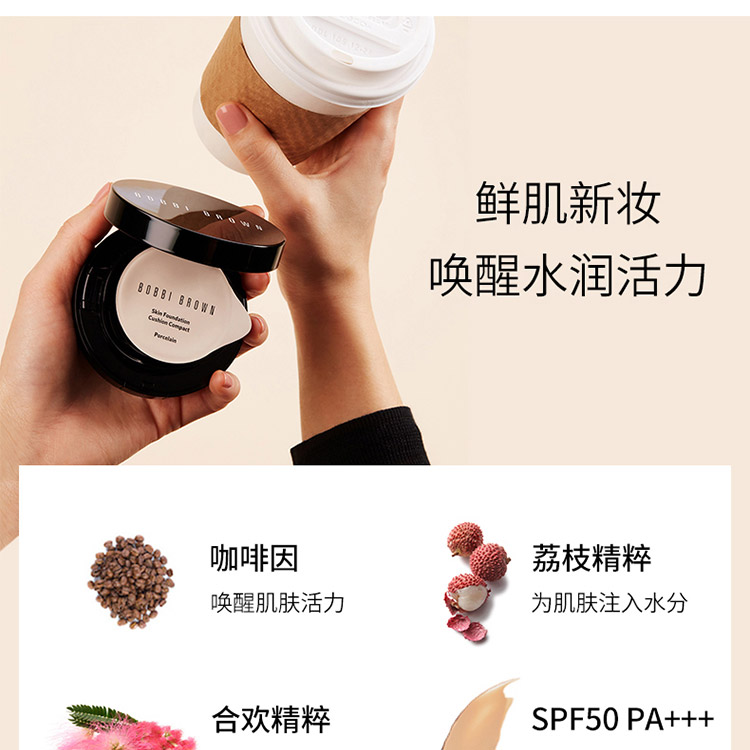 鲜肌新妆
唤醒水润活力
BOBBI BROWN
BOBBI BROWN
Skin Foundation
Cushion Compact
Porcelain
咖啡因
唤醒肌肤活力
荔枝精粹
为肌肤注入水分
合欢精粹
SPF50 PA+++